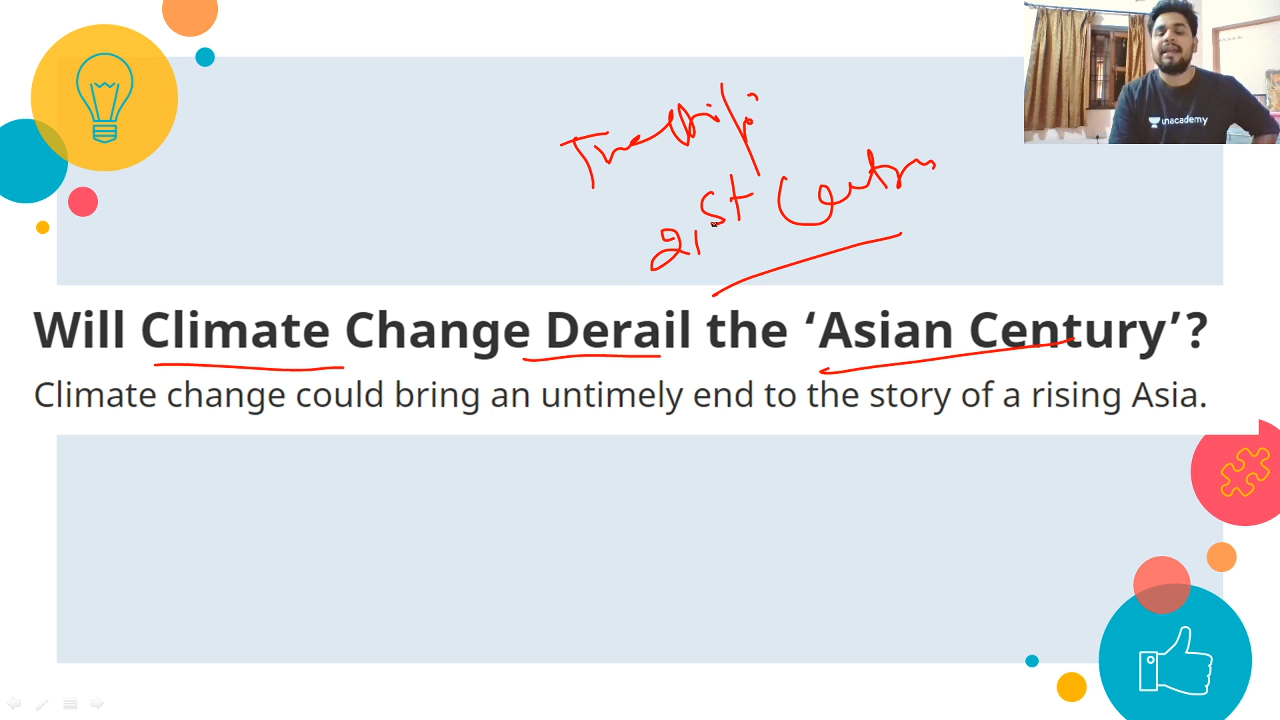 unacademy
21st Century
Will Climate Change Derail the ‘Asian Century’?
Climate change could bring an untimely end to the story of a rising Asia.